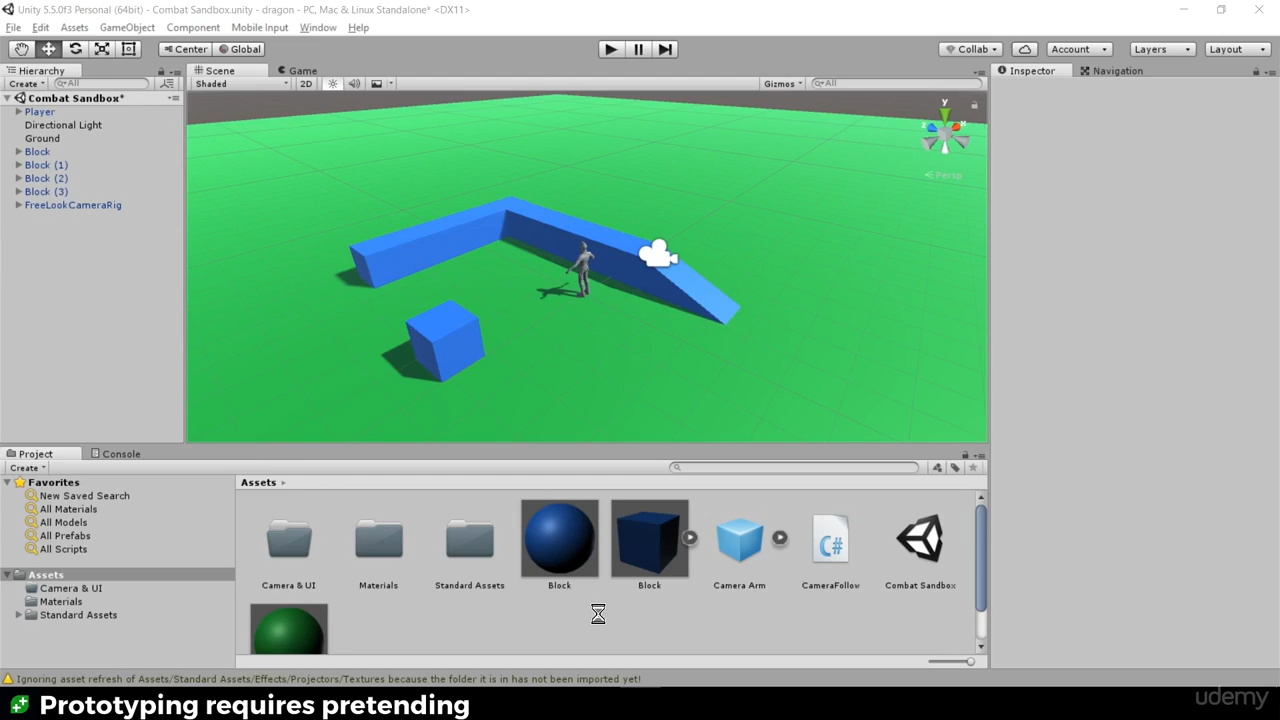 Unity 5.5.0f3 Personal (64bit) - Combat Sandbox.unity - dragon - PC, Mac & Linux Standalone* <DX11>
File Edit Assets GameObject Component Mobile Input Window Help
Center Global Collab Account Layers Layout
Hierarchy Scene Game Inspector Navigation
Create All Shaded 2D Gizmos All
Combat Sandbox*
Player
Directional Light
Ground
Block
Block (1)
Block (2)
Block (3)
FreeLookCameraRig
y
x
z
Persp
Project Console
Create
Favorites
New Saved Search
All Materials
All Models
All Prefabs
All Scripts
Assets
Camera & UI
Materials
Standard Assets
Assets
C#
Camera & UI Materials Standard Assets Block Block Camera Arm CameraFollow Combat Sandbox
Ignoring asset refresh of Assets/Standard Assets/Effects/Projectors/Textures because the folder it is in has not been imported yet!
Prototyping requires pretending
udemy